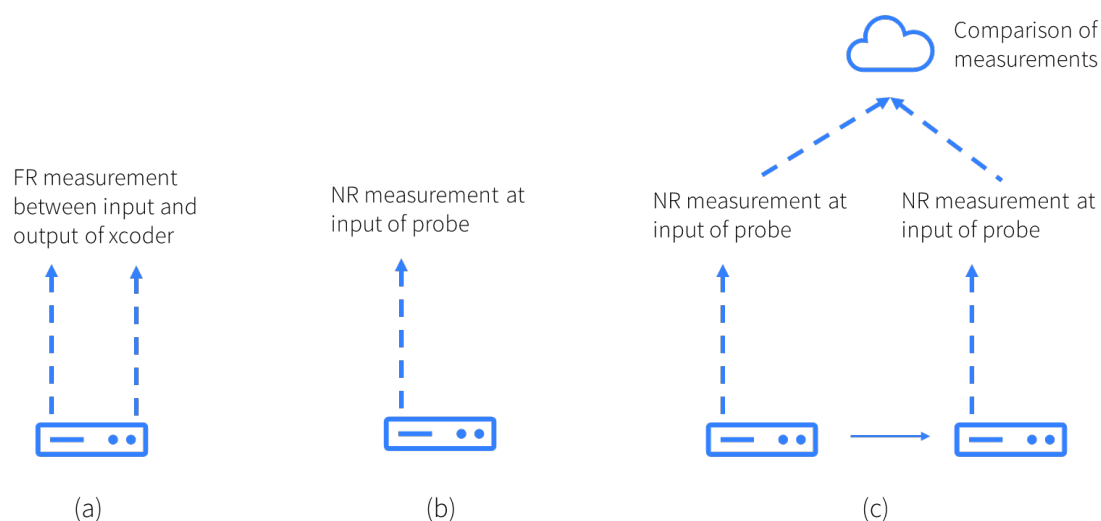 Comparison of
measurements
FR measurement
between input and
output of xcoder
NR measurement at
input of probe
NR measurement at
input of probe
NR measurement at
input of probe
(a)
(b)
(c)